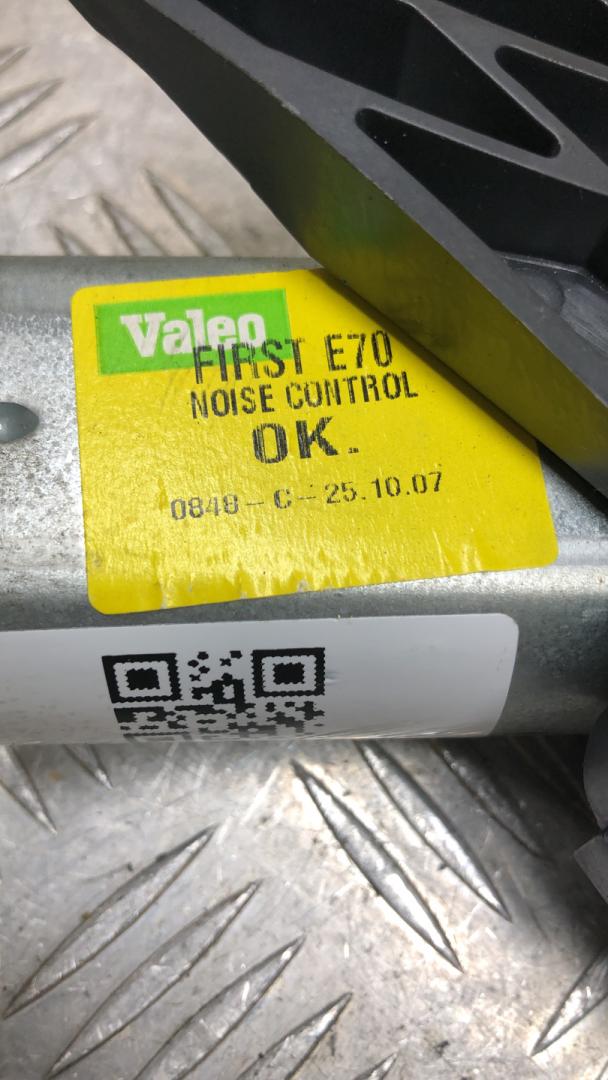 Valeo
FIRST E70
NOISE CONTROL
OK.
0848-C-25.10.07